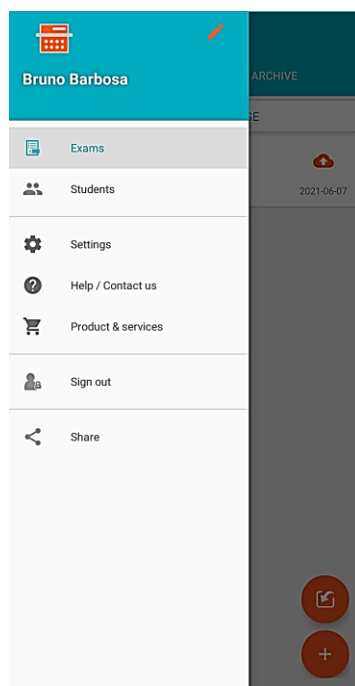 Bruno Barbosa
ARCHIVE
Exams
2021-06-07
Students
Settings
Help / Contact us
Product & services
Sign out
Share